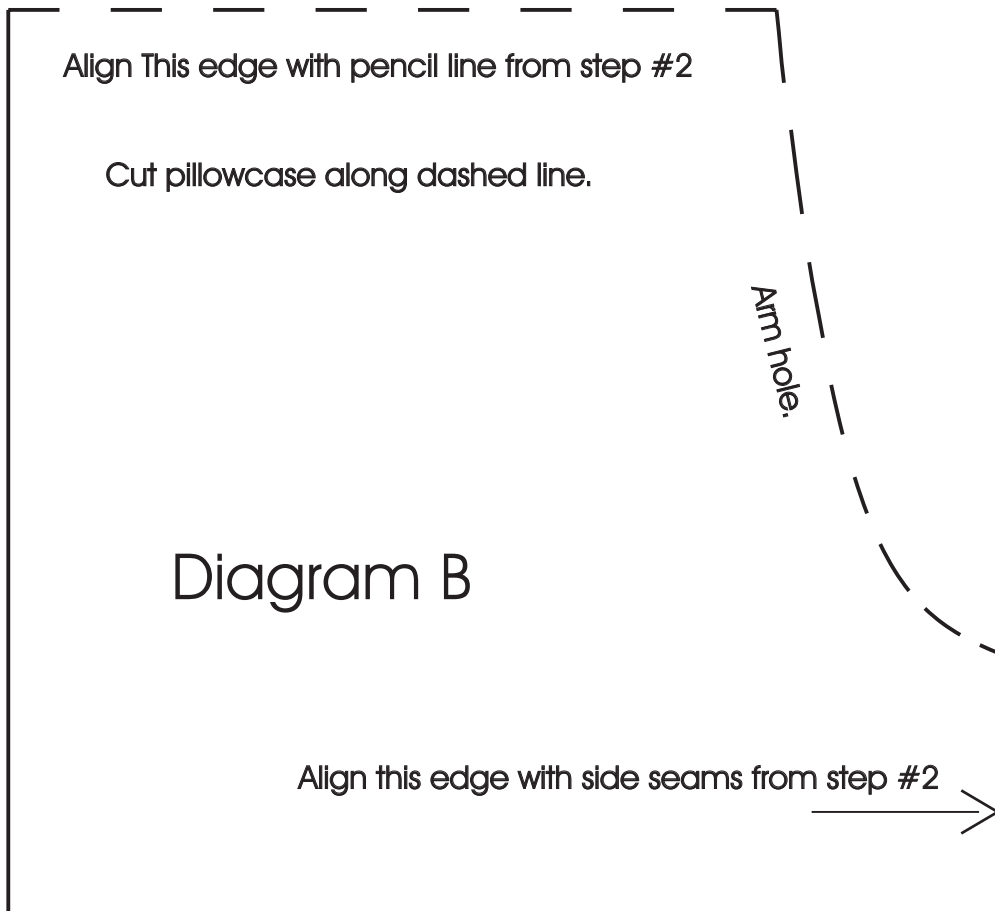 Align This edge with pencil line from step #2
Cut pillowcase along dashed line.
Arm hole.
Diagram B
Align this edge with side seams from step #2